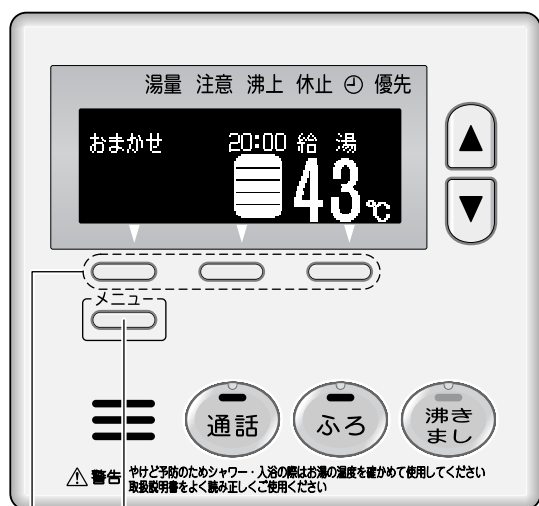 湯量 注意 沸上 休止 優先
おまかせ 20:00 給湯
43℃
メニュー
通話 ふろ 沸き
まし
警告 やけど予防のためシャワー・入浴の際はお湯の温度を確かめて使用してください
取扱説明書をよく読み正しくご使用ください